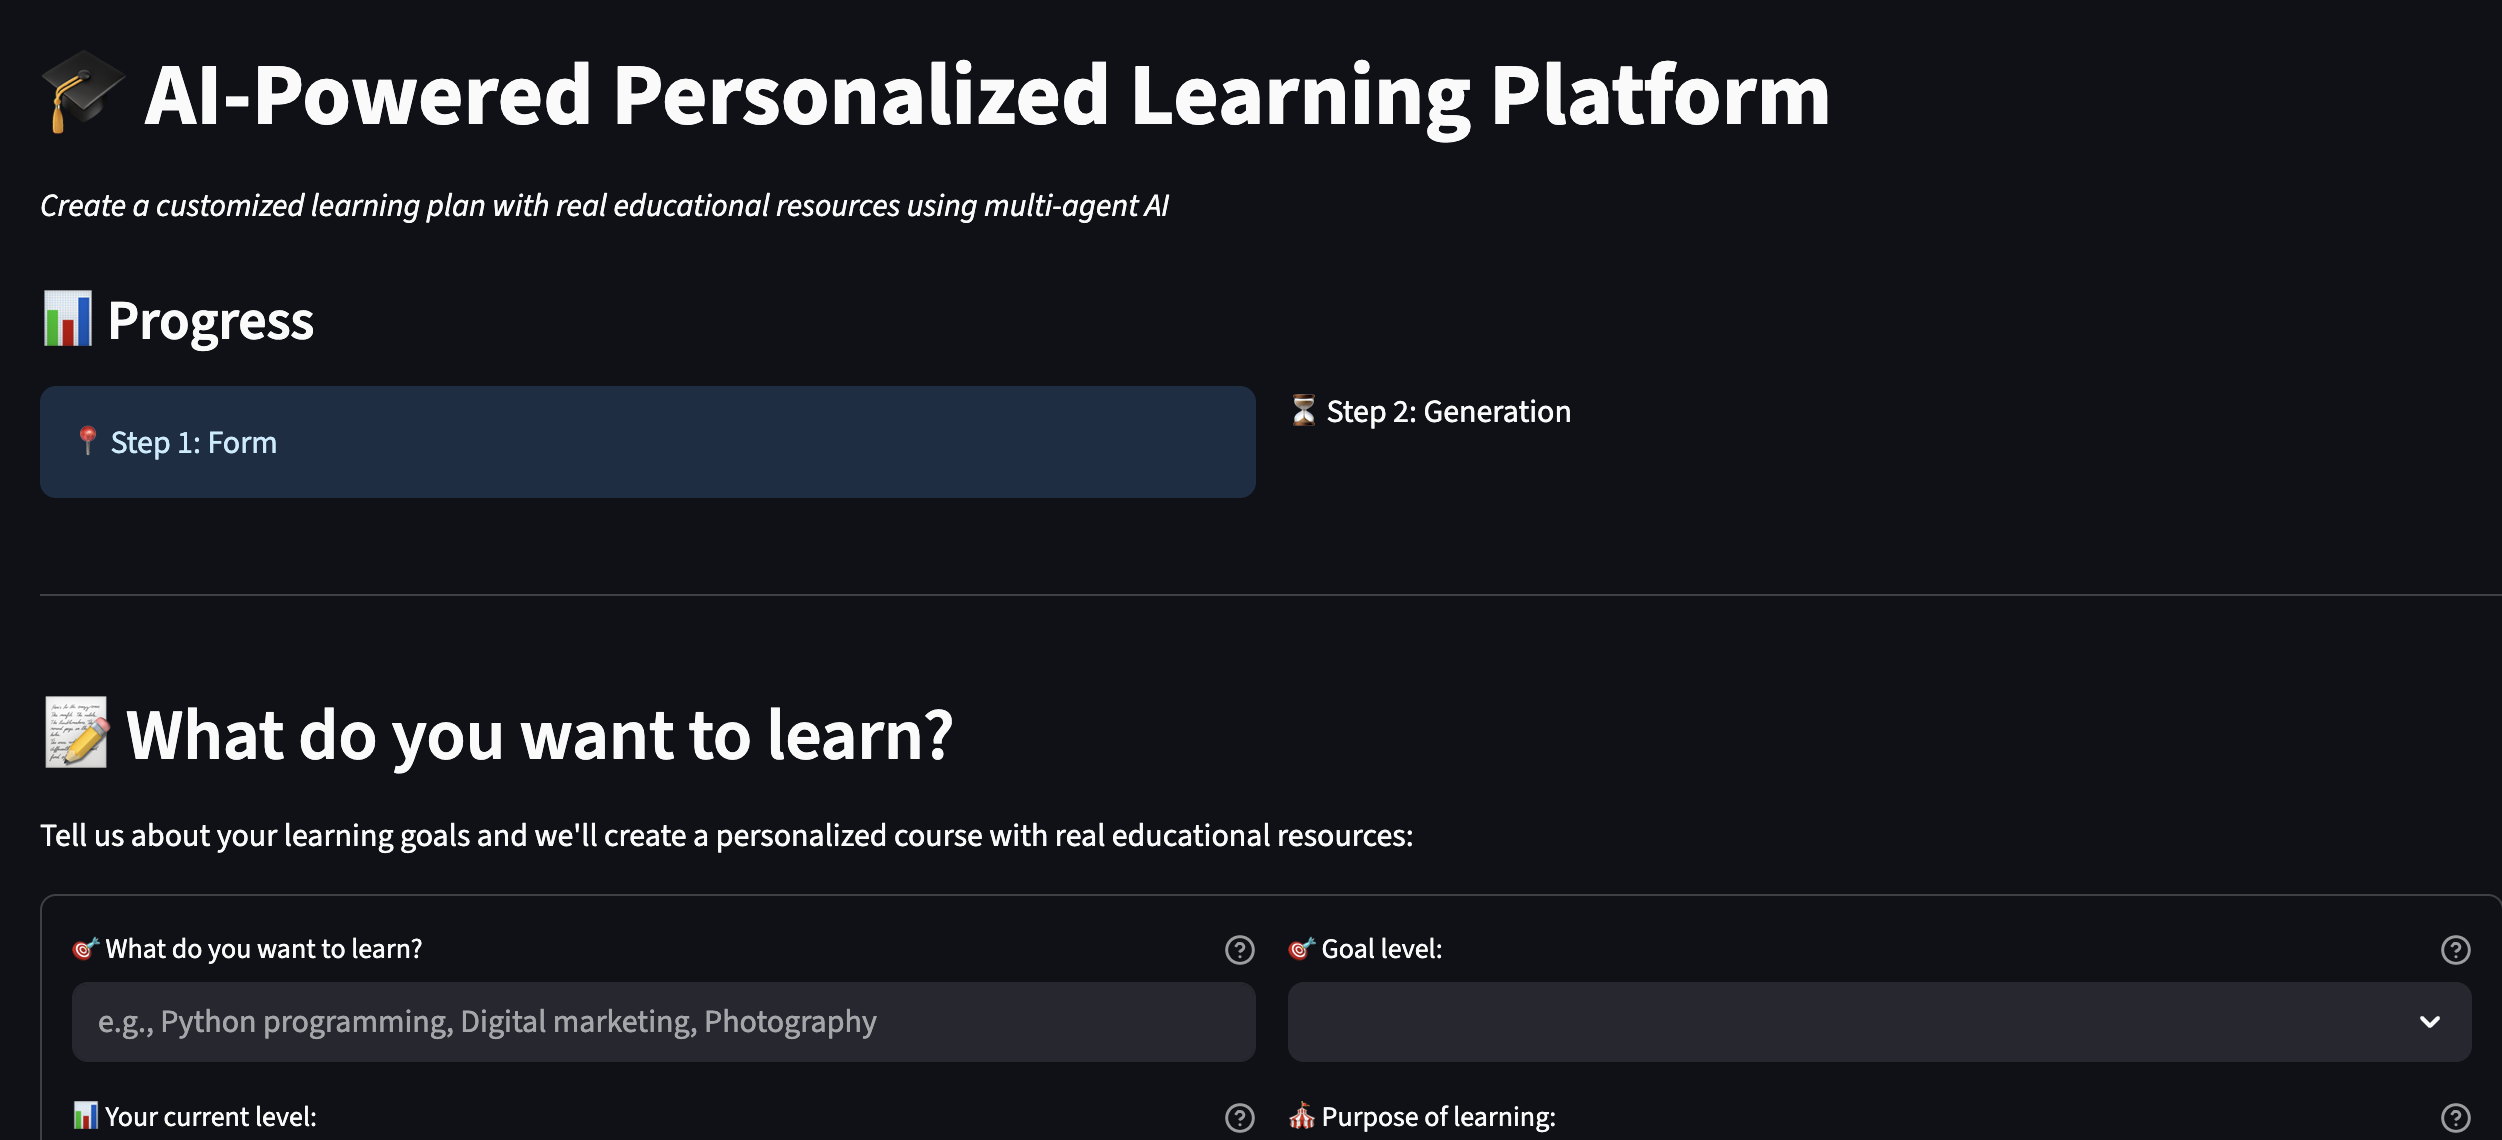 AI-Powered Personalized Learning Platform
Create a customized learning plan with real educational resources using multi-agent AI
Progress
Step 1: Form
Step 2: Generation
What do you want to learn?
Tell us about your learning goals and we'll create a personalized course with real educational resources:
What do you want to learn?
Goal level:
e.g., Python programming, Digital marketing, Photography
Your current level:
Purpose of learning: